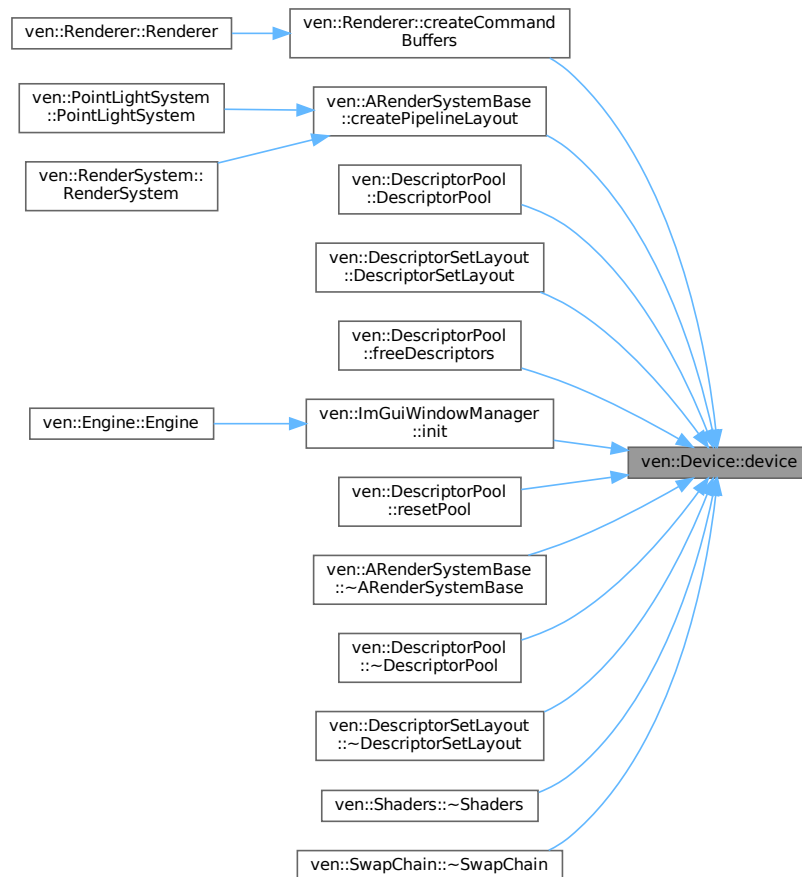 ven::Renderer::Renderer
ven::Renderer::createCommand
Buffers
ven::PointLightSystem
::PointLightSystem
ven::ARenderSystemBase
::createPipelineLayout
ven::RenderSystem::
RenderSystem
ven::DescriptorPool
::DescriptorPool
ven::DescriptorSetLayout
::DescriptorSetLayout
ven::DescriptorPool
::freeDescriptors
ven::Engine::Engine
ven::ImGuiWindowManager
::init
ven::Device::device
ven::DescriptorPool
::resetPool
ven::ARenderSystemBase
::~ARenderSystemBase
ven::DescriptorPool
::~DescriptorPool
ven::DescriptorSetLayout
::~DescriptorSetLayout
ven::Shaders::~Shaders
ven::SwapChain::~SwapChain